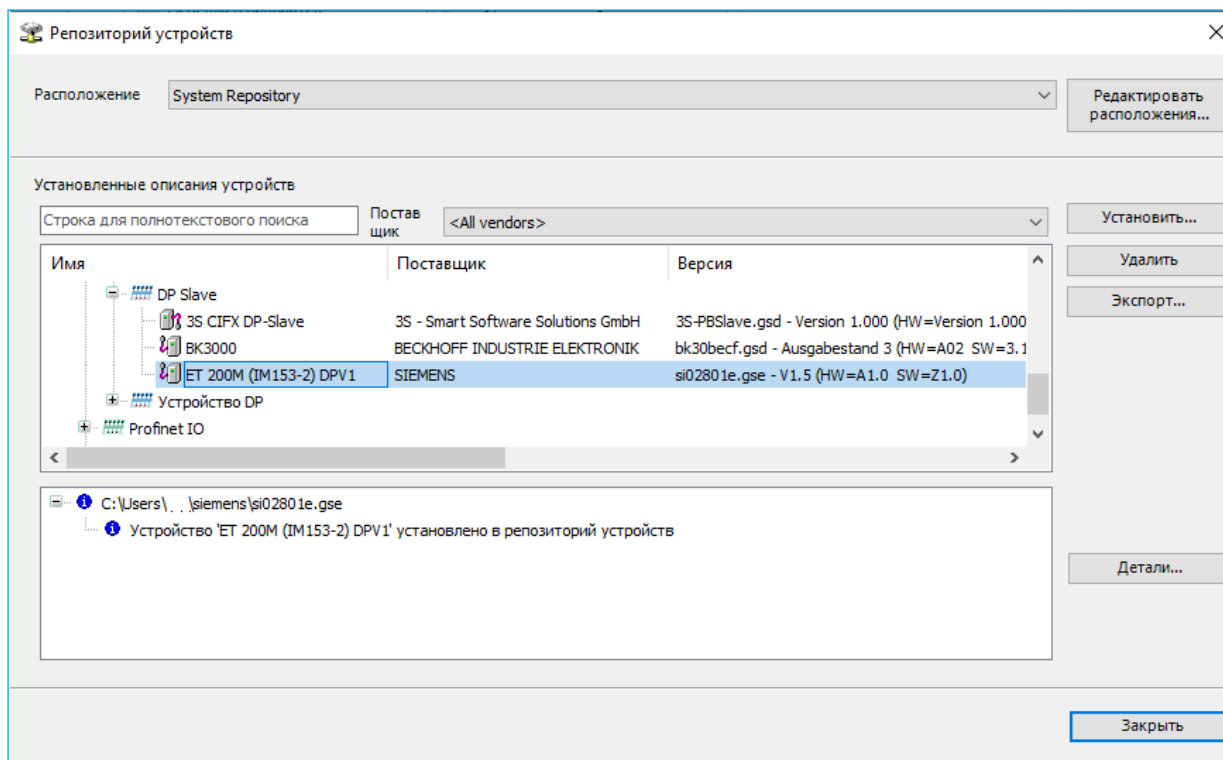 Репозиторий устройств
Расположение
System Repository
Редактировать
расположения...
Установленные описания устройств
Строка для полнотекстового поиска
Постав
щик
<All vendors>
Установить...
Удалить
Экспорт...
Имя Поставщик Версия
DP Slave
3S CIFX DP-Slave 3S - Smart Software Solutions GmbH 3S-PBSlave.gsd - Version 1.000 (HW=Version 1.000
BK3000 BECKHOFF INDUSTRIE ELEKTRONIK bk30becf.gsd - Ausgabestand 3 (HW=A02 SW=3.1
ET 200M (IM153-2) DPV1 SIEMENS si02801e.gse - V1.5 (HW=A1.0 SW=Z1.0)
Устройство DP
Profinet IO
C:\Users\ . . \siemens\si02801e.gse
Устройство 'ET 200M (IM153-2) DPV1' установлено в репозиторий устройств
Детали...
Закрыть